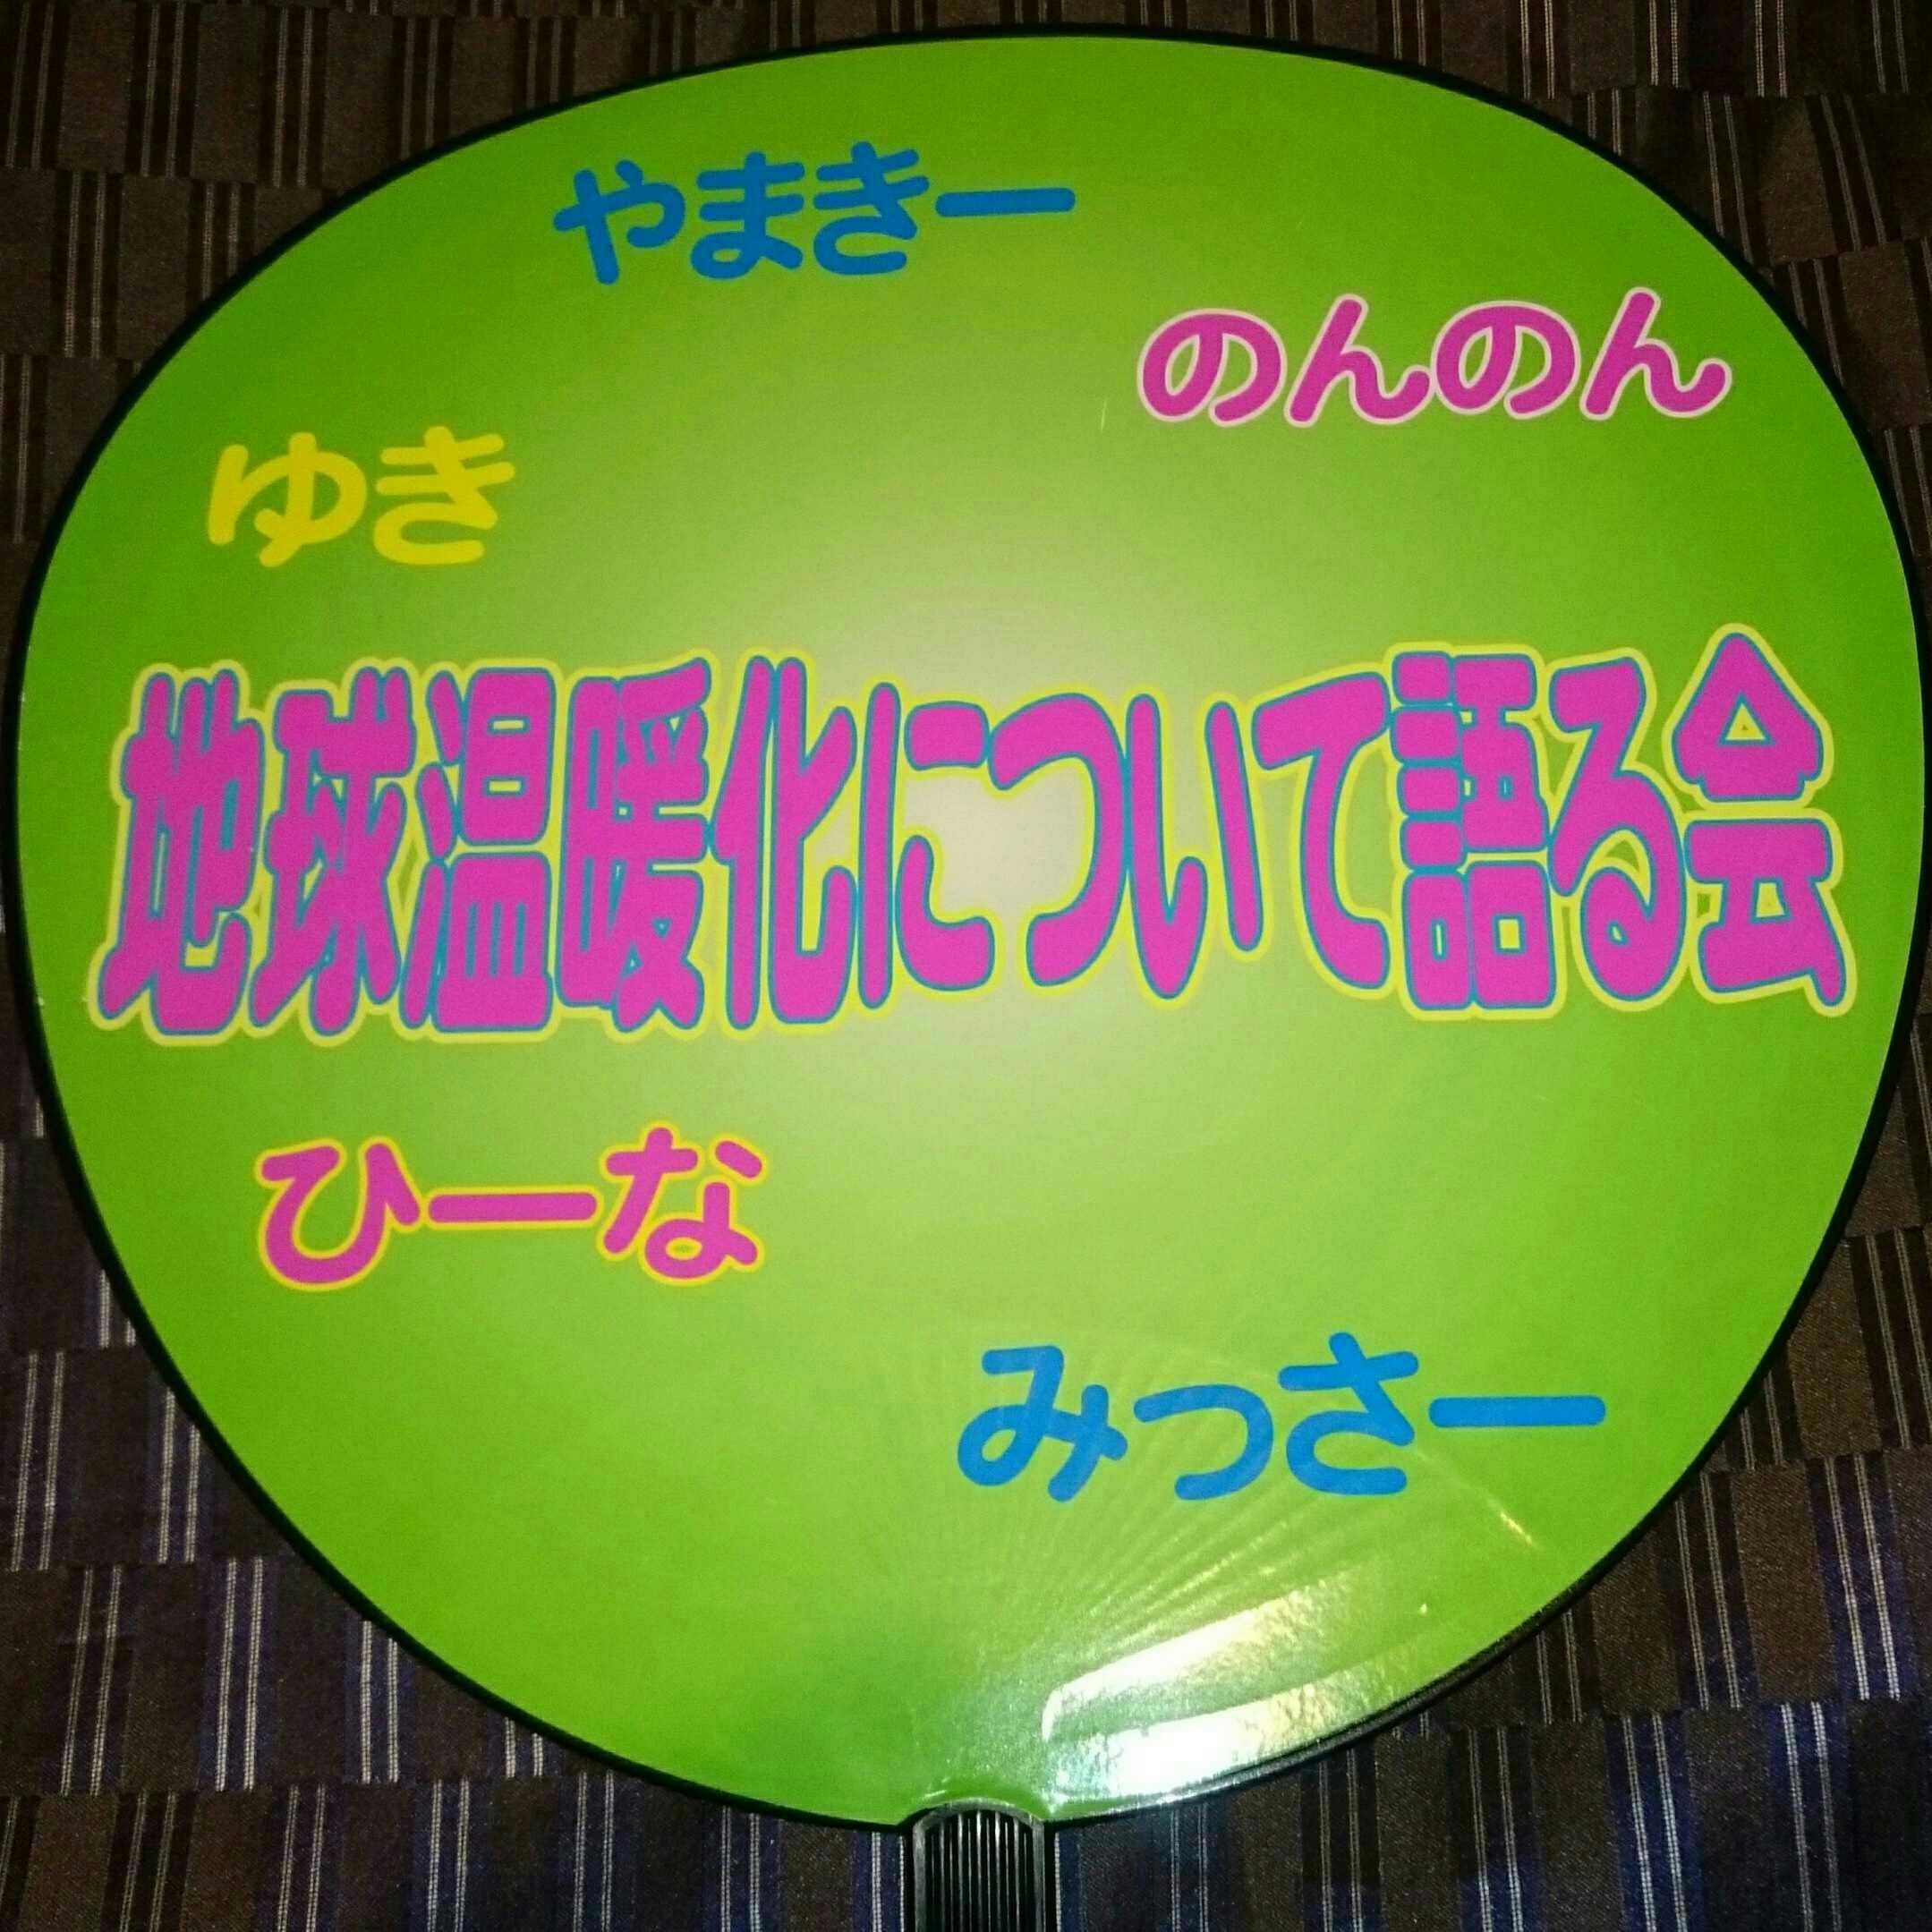 やまきー
のんのん
ゆき
地球温暖化について語る会
ひーな
みっさー